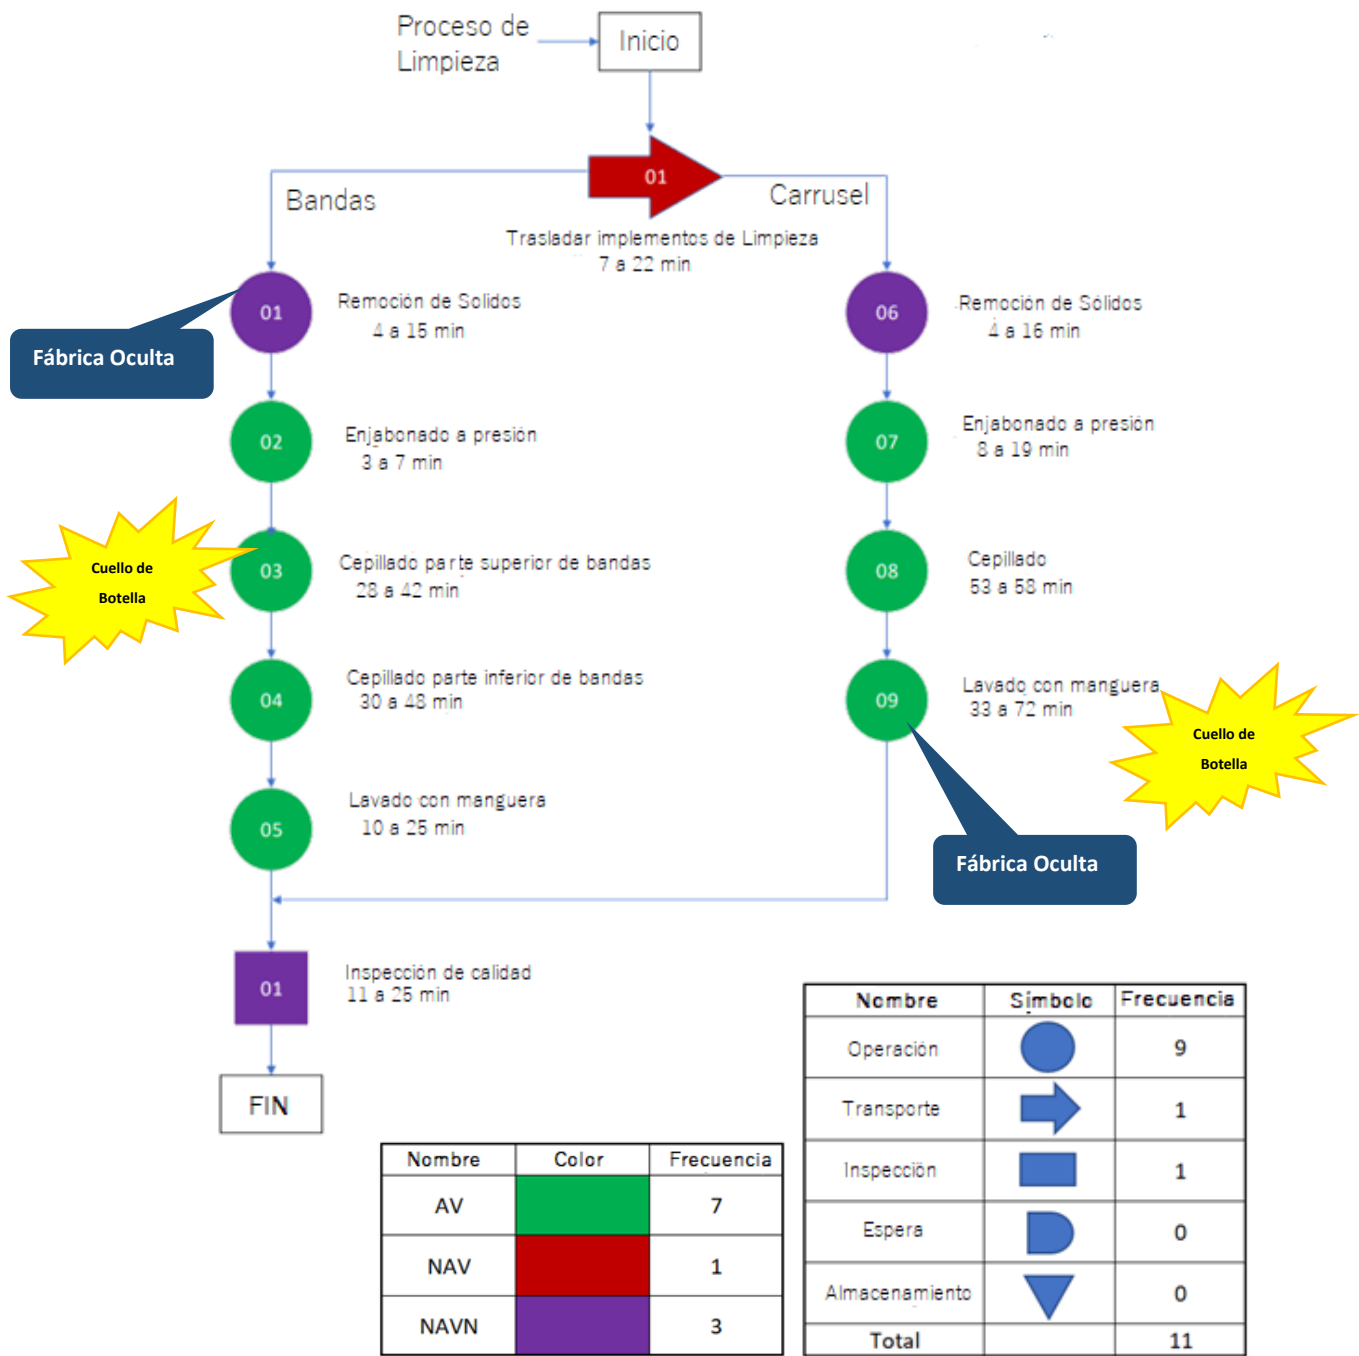 Proceso de
Limpieza
Inicio
01
Bandas
Carrusel
Trasladar implementos de Limpieza
7 a 22 min
01
Remoción de Solidos
4 a 15 min
Fábrica Oculta
06
Remoción de Sólidos
4 a 16 min
02
Enjabonado a presión
3 a 7 min
07
Enjabonado a presión
8 a 19 min
Cuello de
Botella
03
Cepillado parte superior de bandas
28 a 42 min
08
Cepillado
53 a 58 min
04
Cepillado parte inferior de bandas
30 a 48 min
09
Lavado con manguera
33 a 72 min
Cuello de
Botella
05
Lavado con manguera
10 a 25 min
Fábrica Oculta
01
Inspección de calidad
11 a 25 min
FIN
Nombre Símbolo Frecuencia
Operación 9
Transporte 1
Inspección 1
Espera 0
Almacenamiento 0
Total 11
Nombre Color Frecuencia
AV 7
NAV 1
NAVN 3